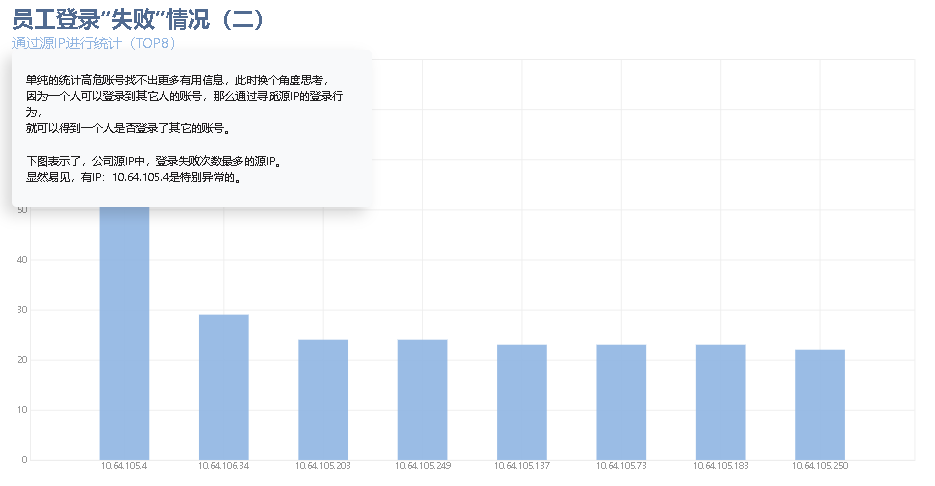 员工登录“失败”情况（二）
通过源IP进行统计（TOP8）
单纯的统计高危账号找不出更多有用信息，此时换个角度思考，
因为一个人可以登录到其它人的账号，那么通过寻觅源IP的登录行
为，
就可以得到一个人是否登录了其它的账号。
下图表示了，公司源IP中，登录失败次数最多的源IP。
显然易见，有IP：10.64.105.4是特别异常的。
50
40
30
20
10
0
10.64.105.4 10.64.106.34 10.64.105.203 10.64.105.249 10.64.105.137 10.64.105.73 10.64.105.183 10.64.105.250